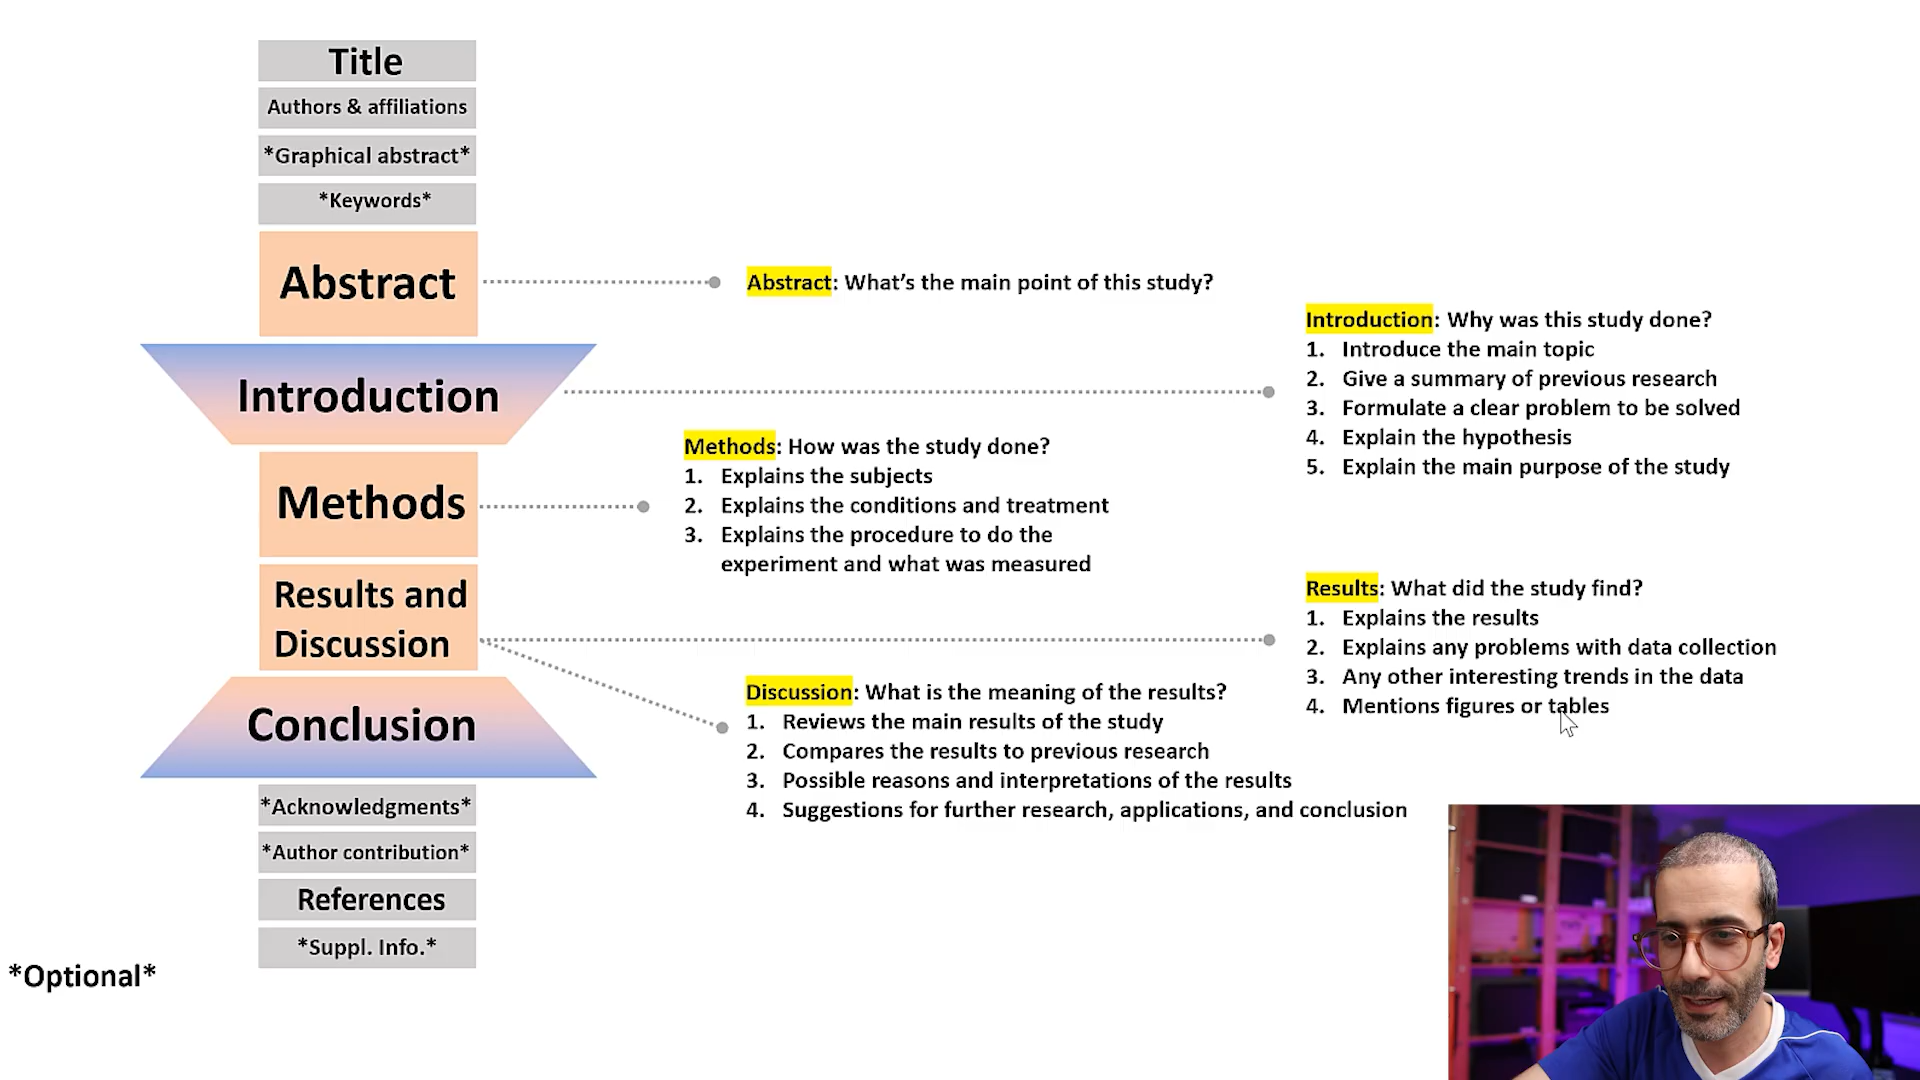 Title
Authors & affiliations
*Graphical abstract*
*Keywords*
Abstract
Introduction
Methods
Results and
Discussion
Conclusion
*Acknowledgments*
*Author contribution*
References
*Suppl. Info.*
*Optional*
Abstract: What's the main point of this study?
Introduction: Why was this study done?
1. Introduce the main topic
2. Give a summary of previous research
3. Formulate a clear problem to be solved
4. Explain the hypothesis
5. Explain the main purpose of the study
Methods: How was the study done?
1. Explains the subjects
2. Explains the conditions and treatment
3. Explains the procedure to do the
experiment and what was measured
Results: What did the study find?
1. Explains the results
2. Explains any problems with data collection
3. Any other interesting trends in the data
4. Mentions figures or tables
Discussion: What is the meaning of the results?
1. Reviews the main results of the study
2. Compares the results to previous research
3. Possible reasons and interpretations of the results
4. Suggestions for further research, applications, and conclusion